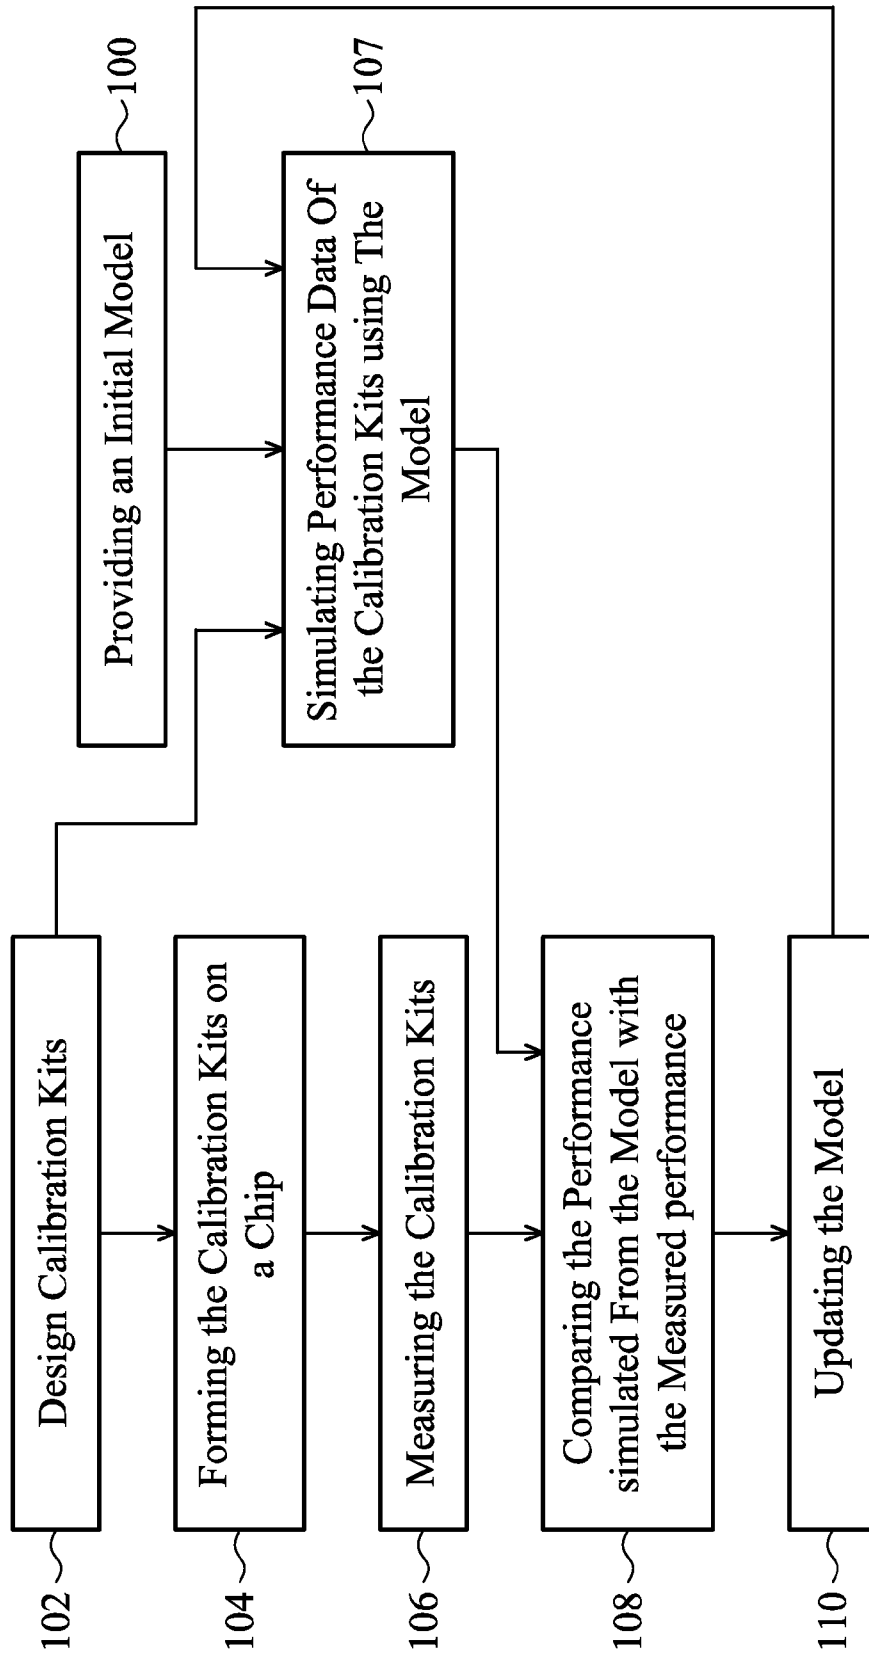 102
Design Calibration Kits
104
Forming the Calibration Kits on
a Chip
106
Measuring the Calibration Kits
108
Comparing the Performance
simulated From the Model with
the Measured performance
110
Updating the Model
Providing an Initial Model
100
Simulating Performance Data Of
the Calibration Kits using The
Model
107